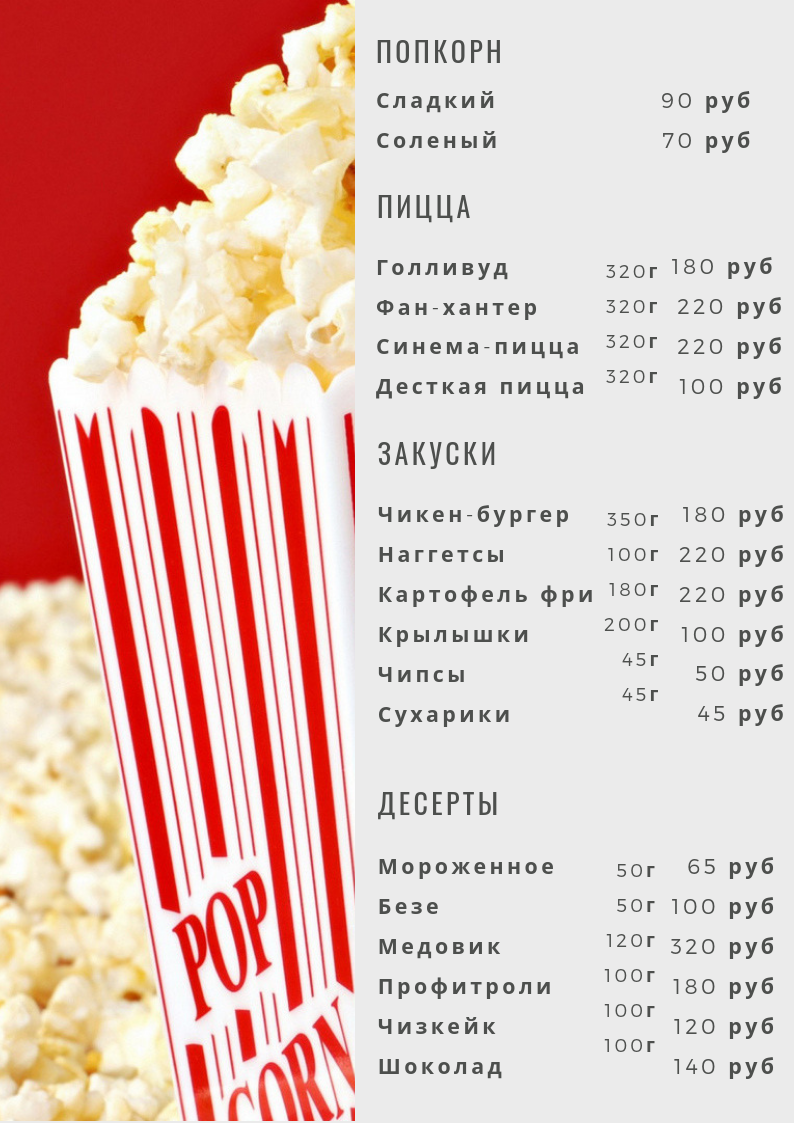 ПОПКОРН
Сладкий 90 руб
Соленый 70 руб
ПИЦЦА
Голливуд 320г 180 руб
Фан-хантер 320г 220 руб
Синема-пицца 320г 220 руб
Десткая пицца 320г 100 руб
ЗАКУСКИ
Чикен-бургер 350г 180 руб
Наггетсы 100г 220 руб
Картофель фри 180г 220 руб
Крылышки 200г 100 руб
Чипсы 45г 50 руб
Сухарики 45г 45 руб
ДЕСЕРТЫ
Мороженное 50г 65 руб
Безе 50г 100 руб
Медовик 120г 320 руб
Профитроли 100г 180 руб
Чизкейк 100г 120 руб
Шоколад 100г 140 руб
POP
CORN